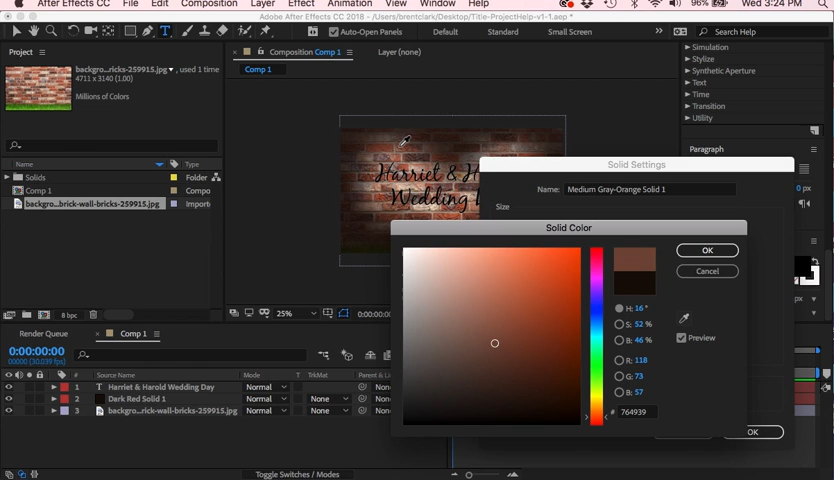 After Effects CC File Edit Composition Layer Effect Animation View Window Help 96% Wed 3:24 PM
Adobe After Effects CC 2018 - /Users/brentclark/Desktop/Title-ProjectHelp-v1-1.aep *
Auto-Open Panels Default Standard Small Screen Search Help
Project Composition Comp 1 Layer (none)
Comp 1
backgro...bricks-259915.jpg , used 1 time
4711 x 3140 (1.00)
Millions of Colors
Simulation
Stylize
Synthetic Aperture
Text
Time
Transition
Utility
Paragraph
0 px
Name Type
Solids Folder
Comp 1 Compo
backgro...brick-wall-bricks-259915.jpg Import
8 bpc
Harriet & H
Wedding
25% 0:00:00:00
Solid Settings
Name: Medium Gray-Orange Solid 1
Size
Solid Color
OK
Cancel
H: 16 °
S: 52 %
B: 46 %
Preview
R: 118
G: 73
B: 57
# 764939
OK
Render Queue Comp 1
0:00:00:00
00000 (30.039 fps)
# Source Name Mode T TrkMat Parent & Li
1 T Harriet & Harold Wedding Day Normal Non
2 Dark Red Solid 1 Normal None None
3 backgro...rick-wall-bricks-259915.jpg Normal None None
Toggle Switches / Modes